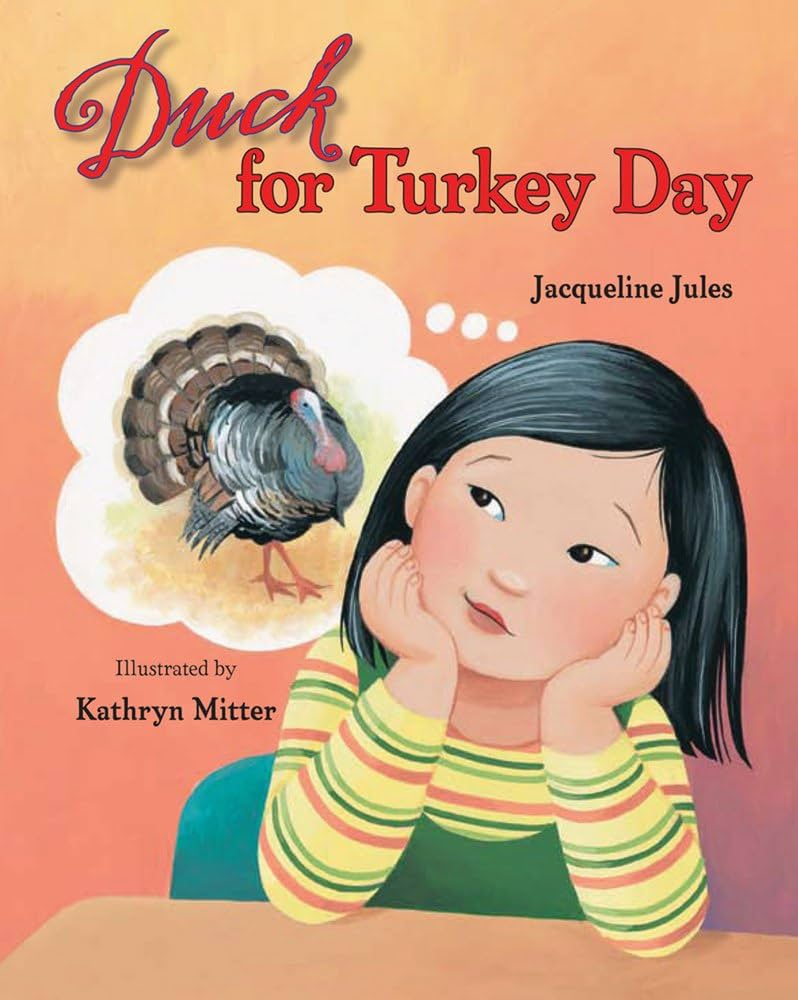 Duck
for Turkey Day
Jacqueline Jules
Illustrated by
Kathryn Mitter